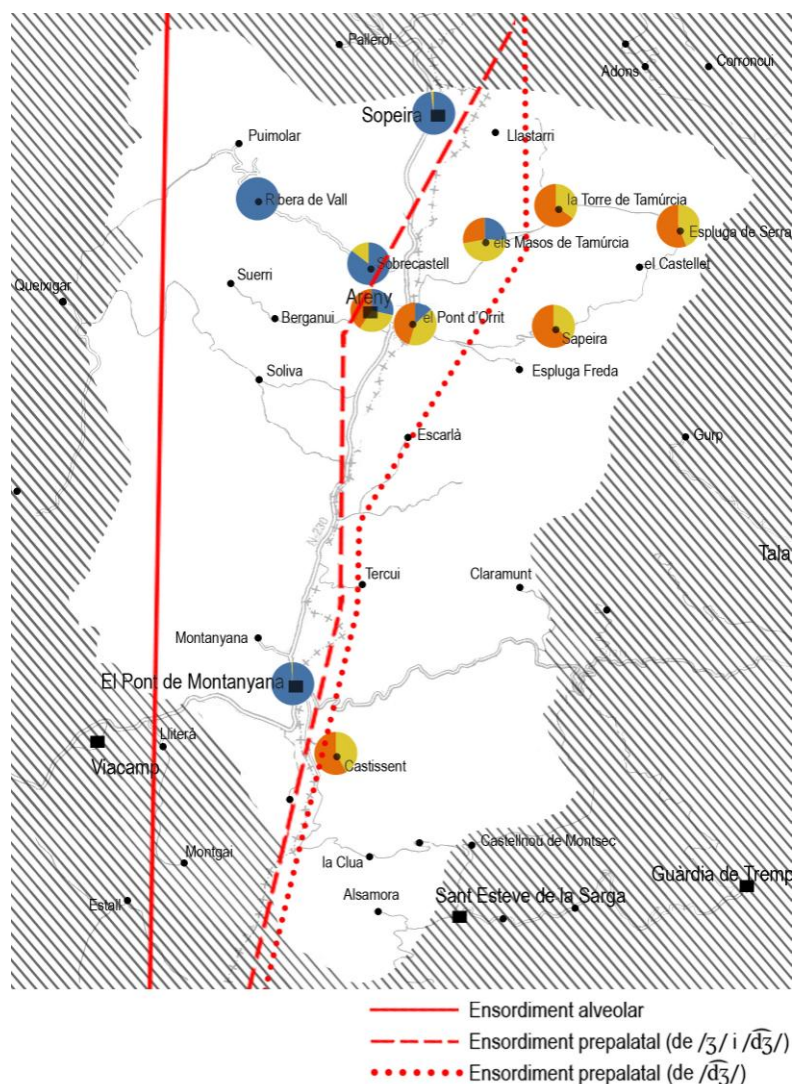 Pallerol
Adons
Corroncui
Sopeira
Llastarri
Puimolar
Ribera de Vall
la Torre de Tamúrcia
Espluga de Serra
els Masos de Tamúrcia
Sobrecastell
el Castellet
Suerri
Queixigar
Areny
Berganui
el Pont d'Orrit
Sapeira
Espluga Freda
Soliva
Escarlà
Gurp
N-230
Tala
Tercui
Claramunt
Montanyana
El Pont de Montanyana
Lliterà
Viacamp
Castissent
Castellnou de Montsec
Montgai
la Clua
Guàrdia de Tremp
Estall
Alsamora
Sant Esteve de la Sarga
Ensordiment alveolar
Ensordiment prepalatal (de /ʒ/ i /d͡ʒ/)
Ensordiment prepalatal (de /d͡ʒ/)